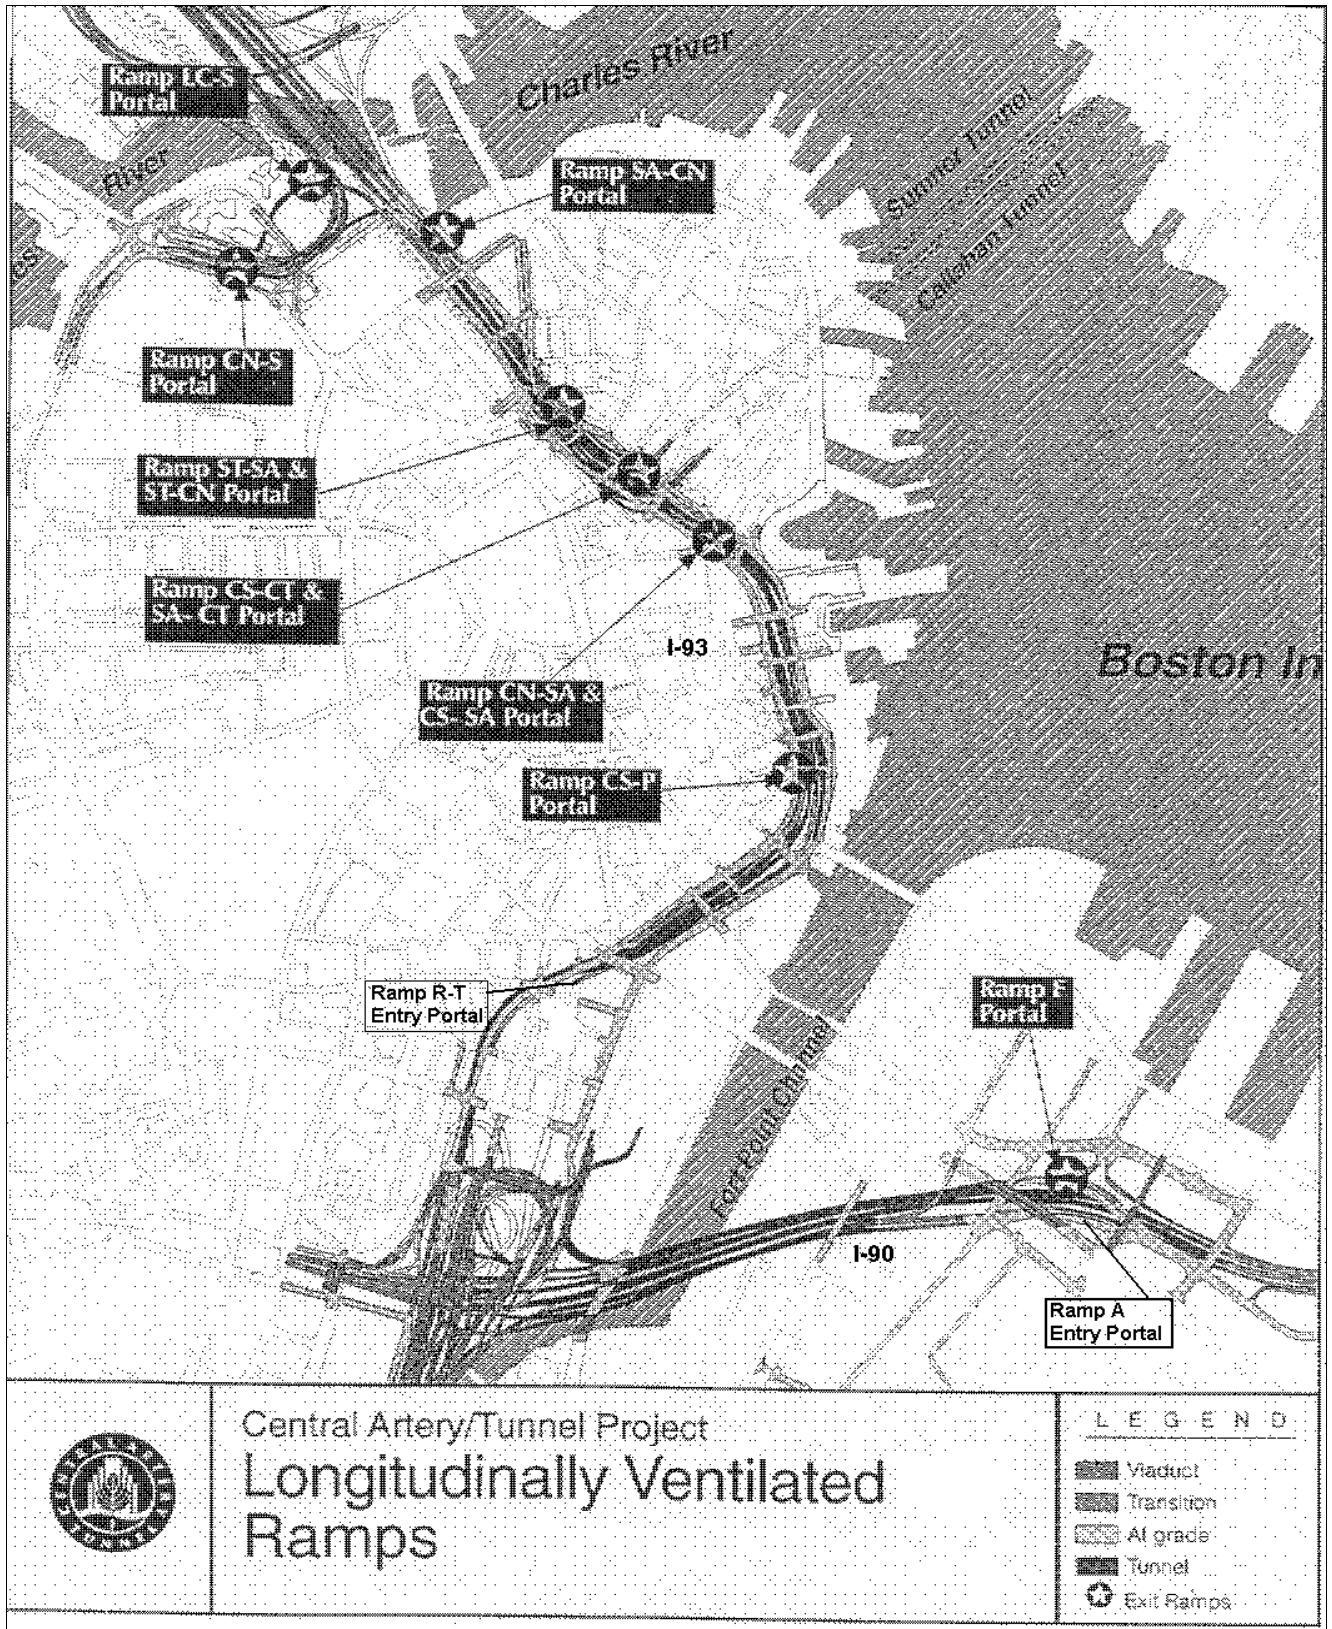 Charles River
Ramp LC-S
Portal
River
Ramp SA-CN
Portal
Sumner Tunnel
Callahan Tunnel
Ramp CN-S
Portal
Ramp ST-SA &
ST-CN Portal
Ramp CS-CT &
SA- CT Portal
I-93
Boston In
Ramp CN-SA &
CS- SA Portal
Ramp CS-P
Portal
Ramp R-T
Entry Portal
Ramp F
Portal
Fort Point Channel
I-90
Ramp A
Entry Portal
Central Artery/Tunnel Project
Longitudinally Ventilated
Ramps
LEGEND
Viaduct
Transition
At grade
Tunnel
Exit Ramps